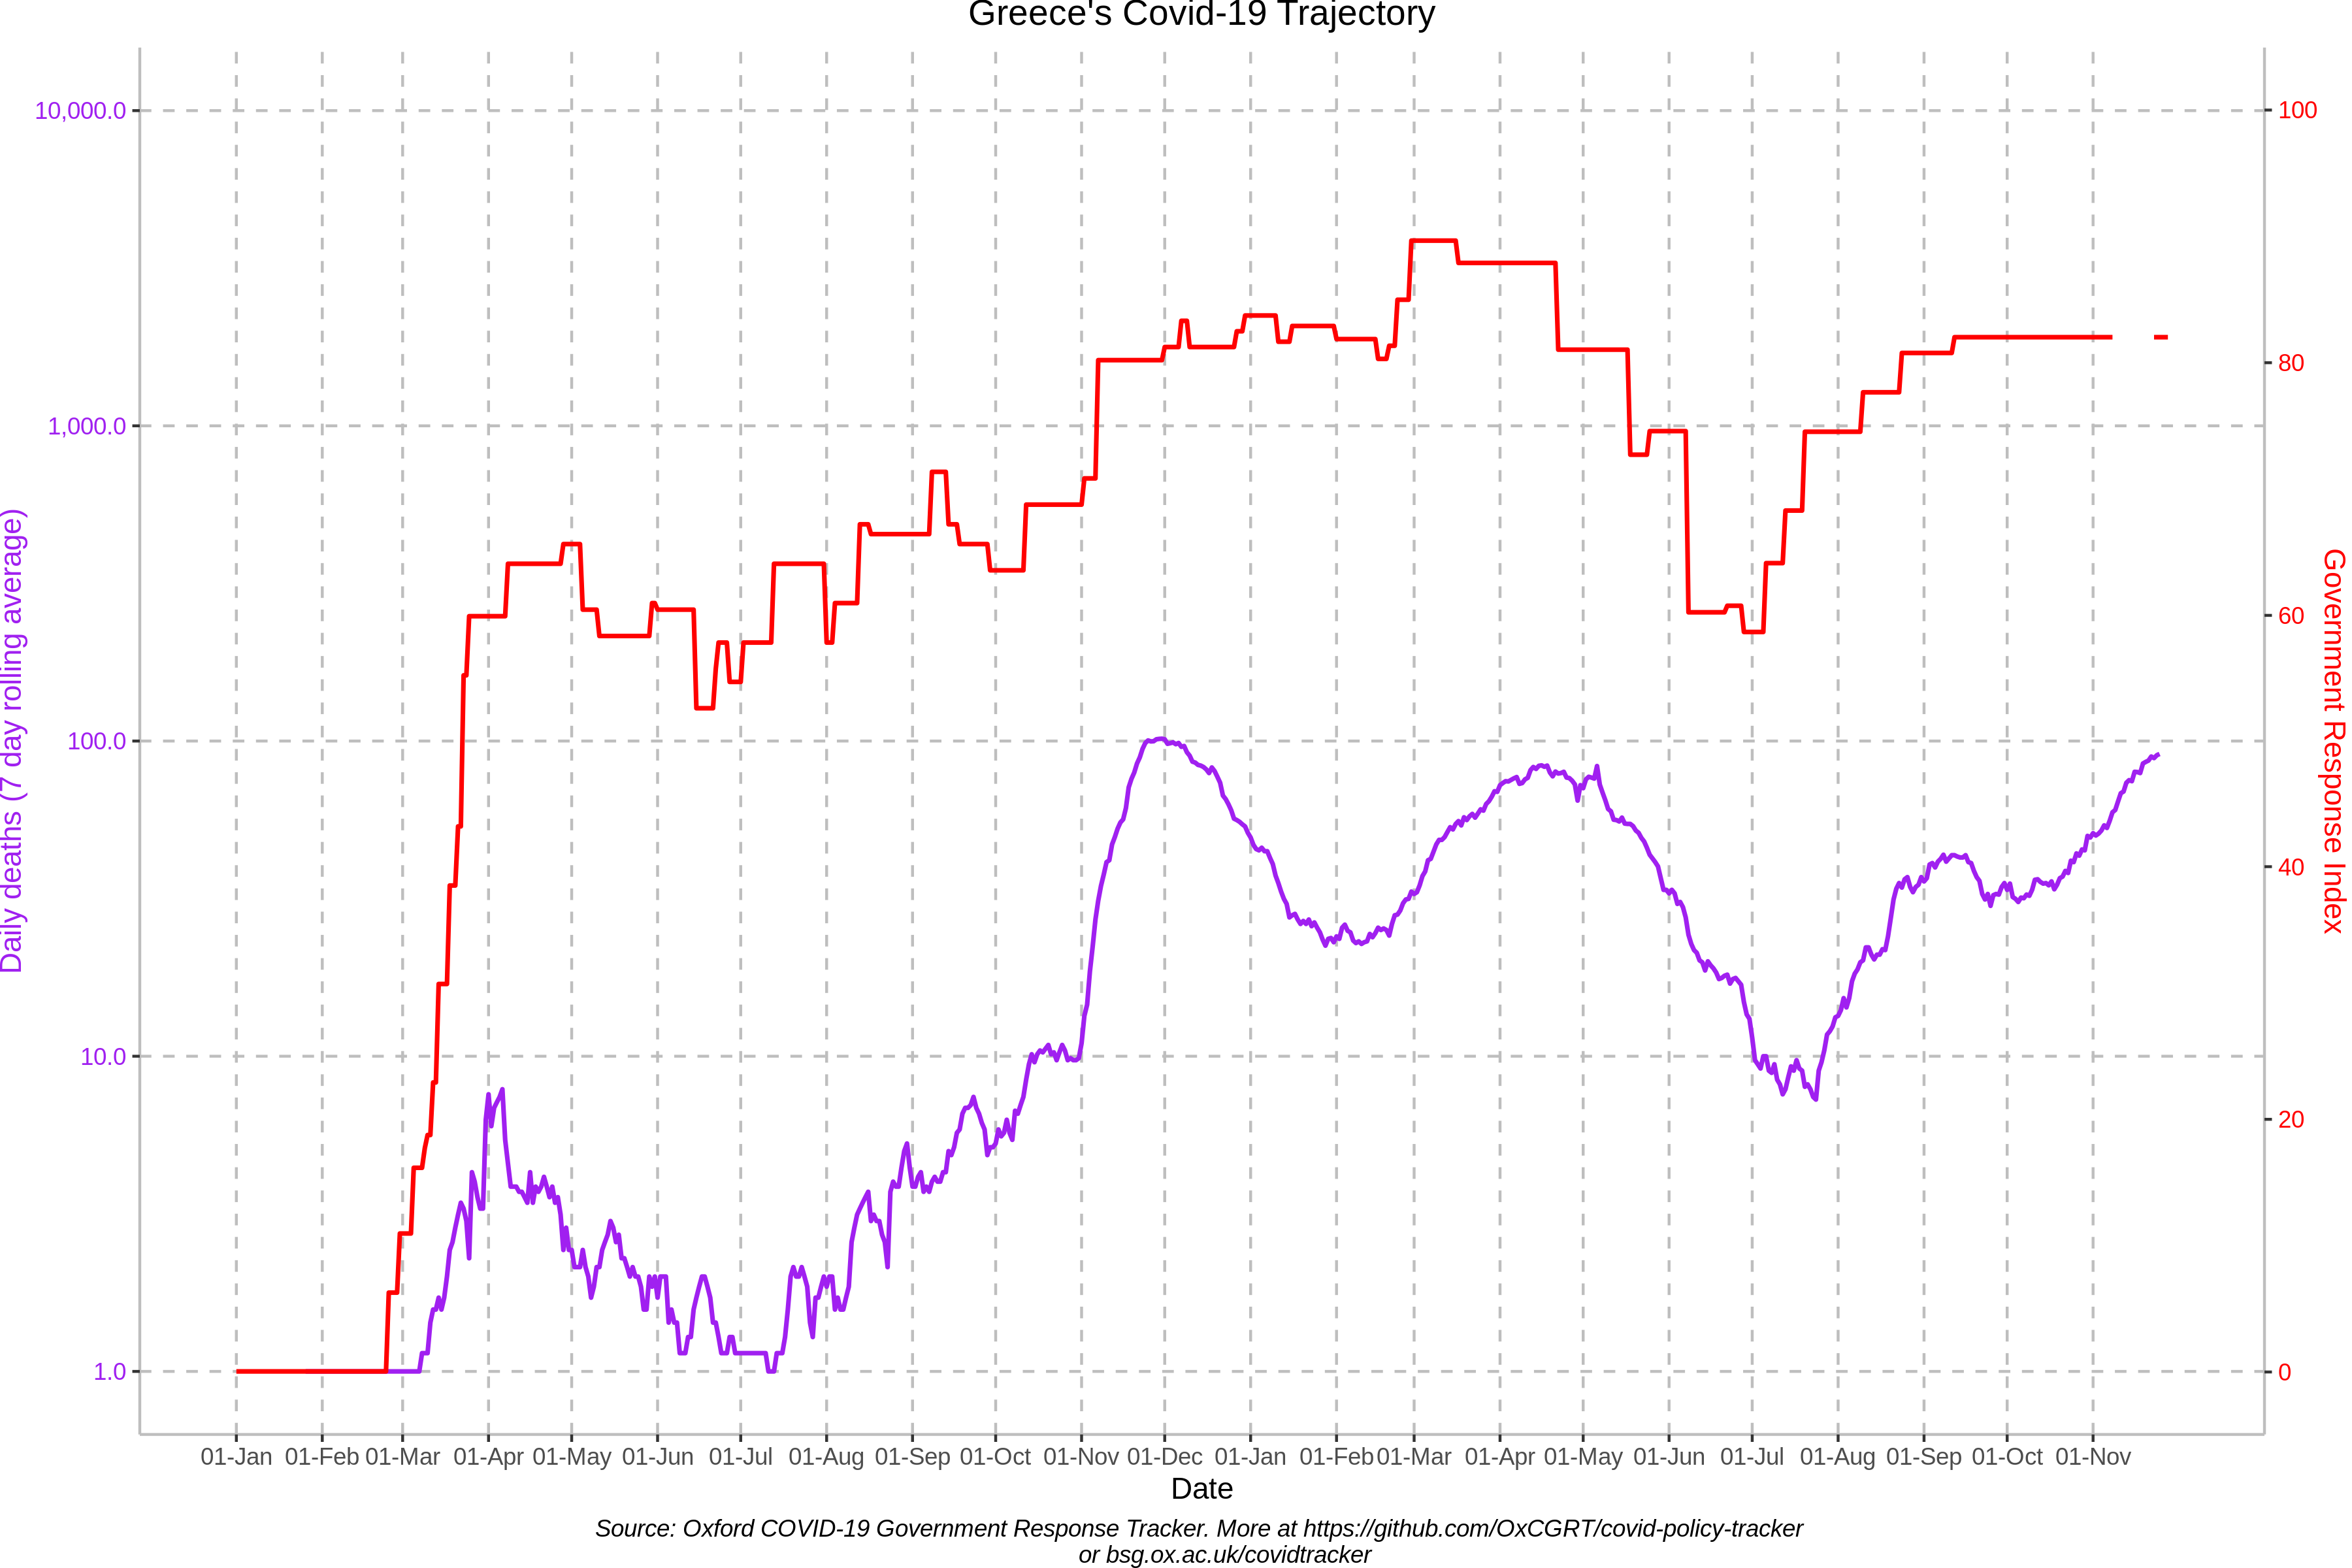 Greece's Covid-19 Trajectory
10,000.0
1,000.0
100.0
10.0
1.0
Daily deaths (7 day rolling average)
100
80
60
40
20
0
Government Response Index
01-Jan 01-Feb 01-Mar 01-Apr 01-May 01-Jun 01-Jul 01-Aug 01-Sep 01-Oct 01-Nov 01-Dec 01-Jan 01-Feb 01-Mar 01-Apr 01-May 01-Jun 01-Jul 01-Aug 01-Sep 01-Oct 01-Nov
Date
Source: Oxford COVID-19 Government Response Tracker. More at https://github.com/OxCGRT/covid-policy-tracker
or bsg.ox.ac.uk/covidtracker